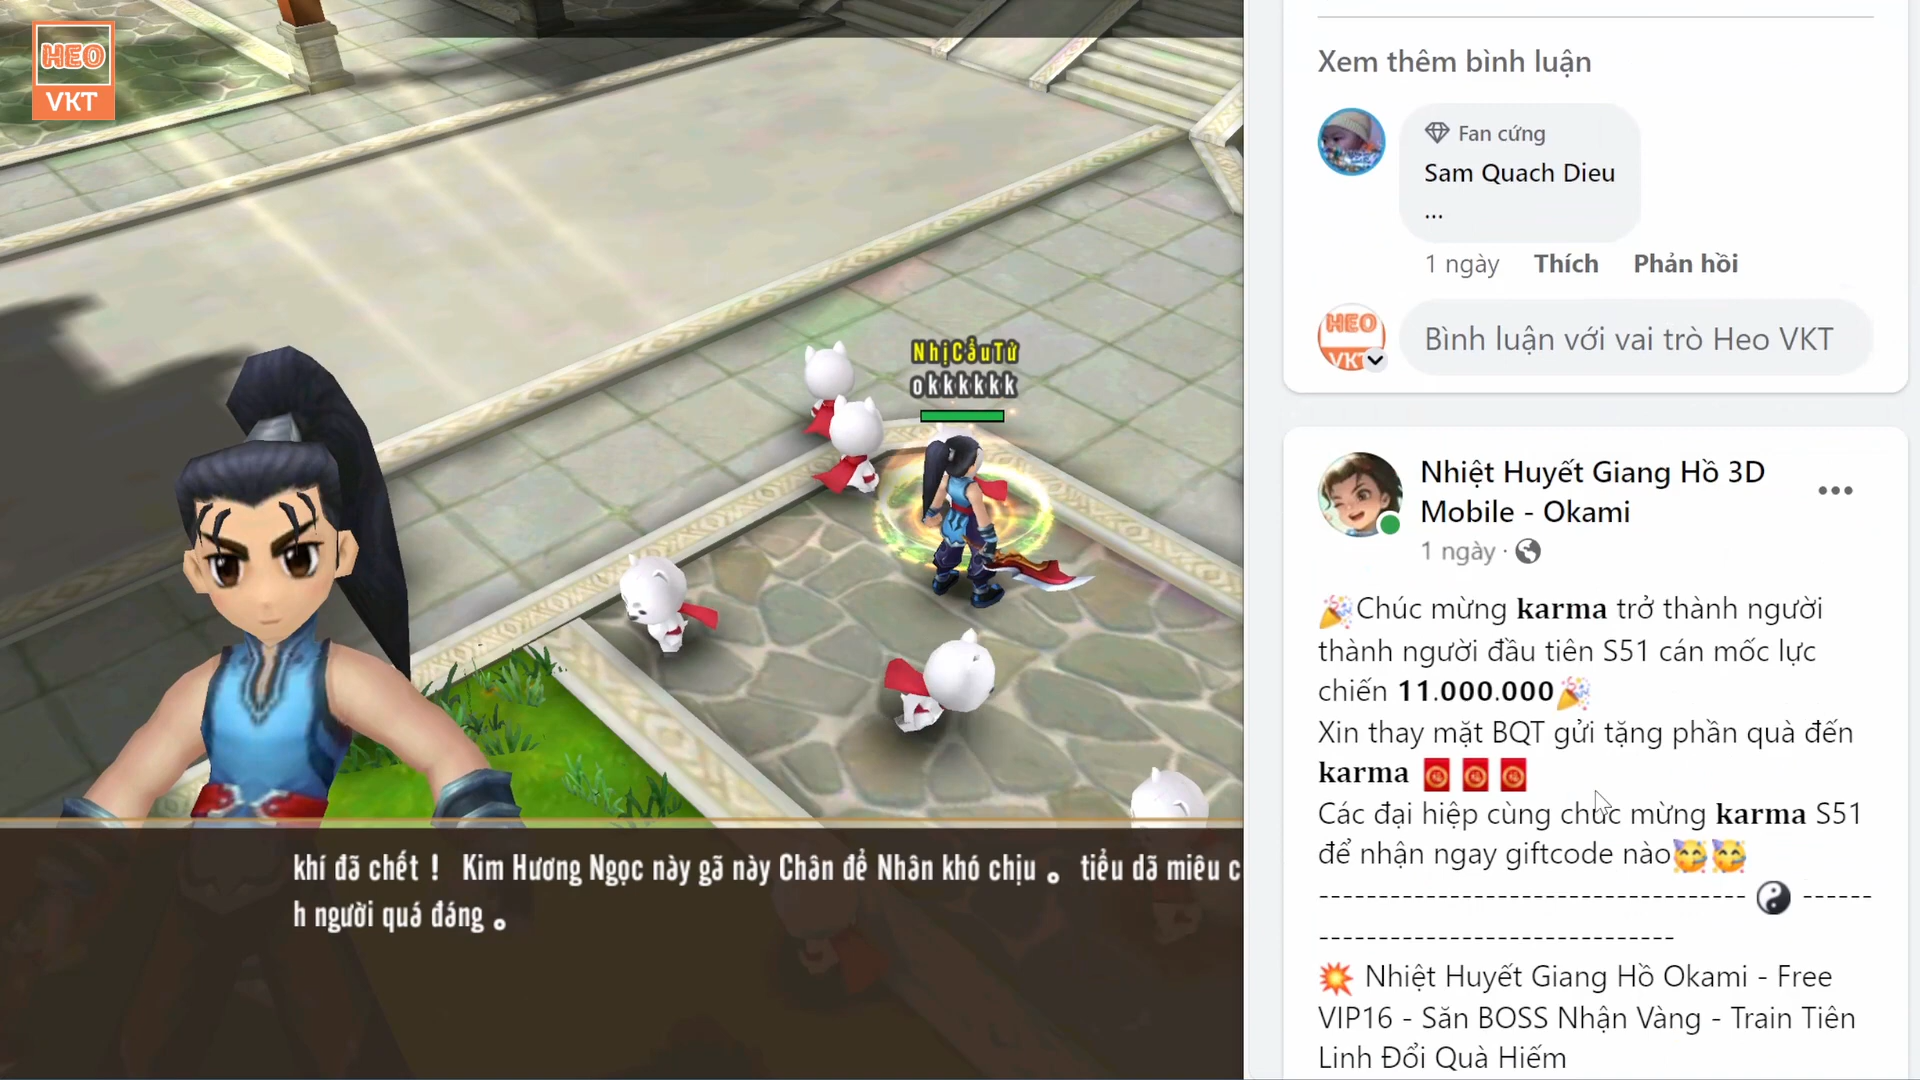 HEO
VKT
NhịCẩuTử
okkkkkk
khí đã chết ! Kim Hương Ngọc này gã này Chân để Nhân khó chịu 。 tiểu dã miêu c
h người quá đáng 。
Xem thêm bình luận
Fan cứng
Sam Quach Dieu
...
1 ngày Thích Phản hồi
HEO
VKT
Bình luận với vai trò Heo VKT
Nhiệt Huyết Giang Hồ 3D
Mobile - Okami
1 ngày ·
🎉Chúc mừng karma trở thành người
thành người đầu tiên S51 cán mốc lực
chiến 11.000.000🎉
Xin thay mặt BQT gửi tặng phần quà đến
karma 🧧🧧🧧
Các đại hiệp cùng chúc mừng karma S51
để nhận ngay giftcode nào🥳🥳
----------------------------------- ☯ ------
-----------------------------
💥 Nhiệt Huyết Giang Hồ Okami - Free
VIP16 - Săn BOSS Nhận Vàng - Train Tiên
Linh Đổi Quà Hiếm